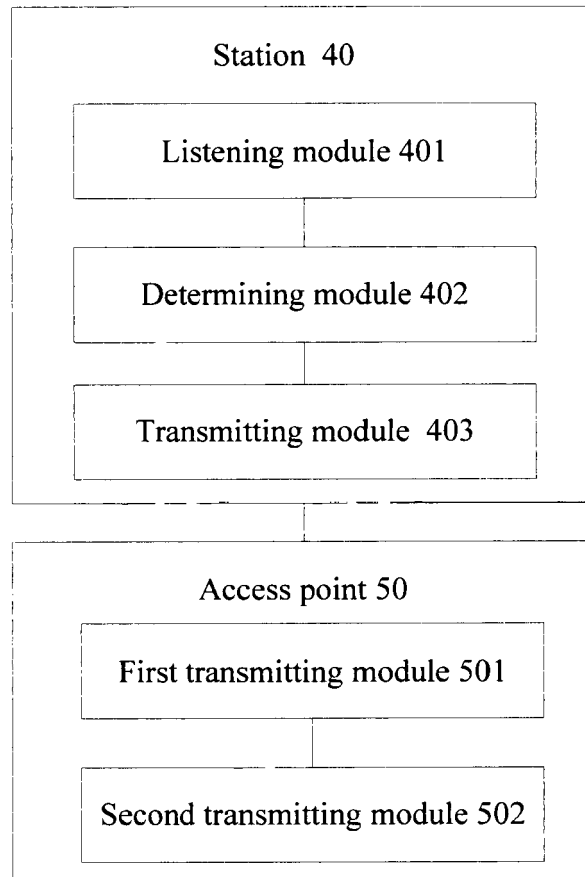 Station 40
Listening module 401
Determining module 402
Transmitting module 403
Access point 50
First transmitting module 501
Second transmitting module 502